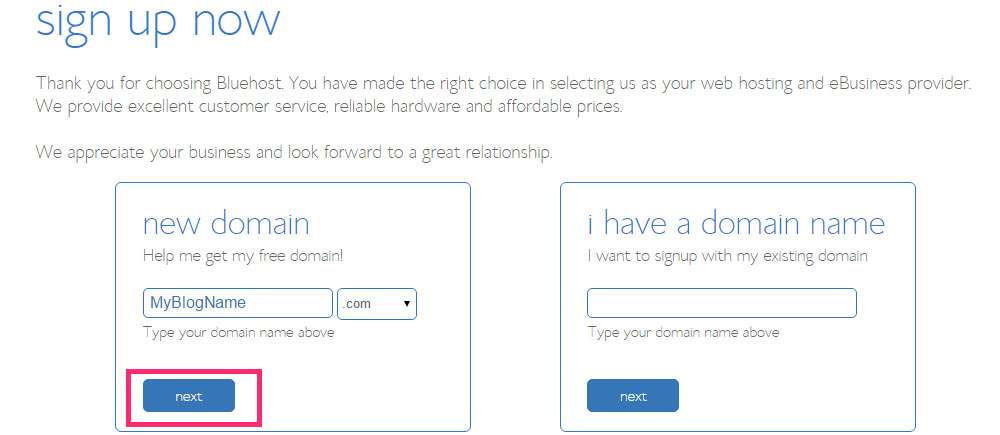 sign up now
Thank you for choosing Bluehost. You have made the right choice in selecting us as your web hosting and eBusiness provider.
We provide excellent customer service, reliable hardware and affordable prices.
We appreciate your business and look forward to a great relationship.
new domain
Help me get my free domain!
MyBlogName .com
Type your domain name above
next
i have a domain name
I want to signup with my existing domain
Type your domain name above
next